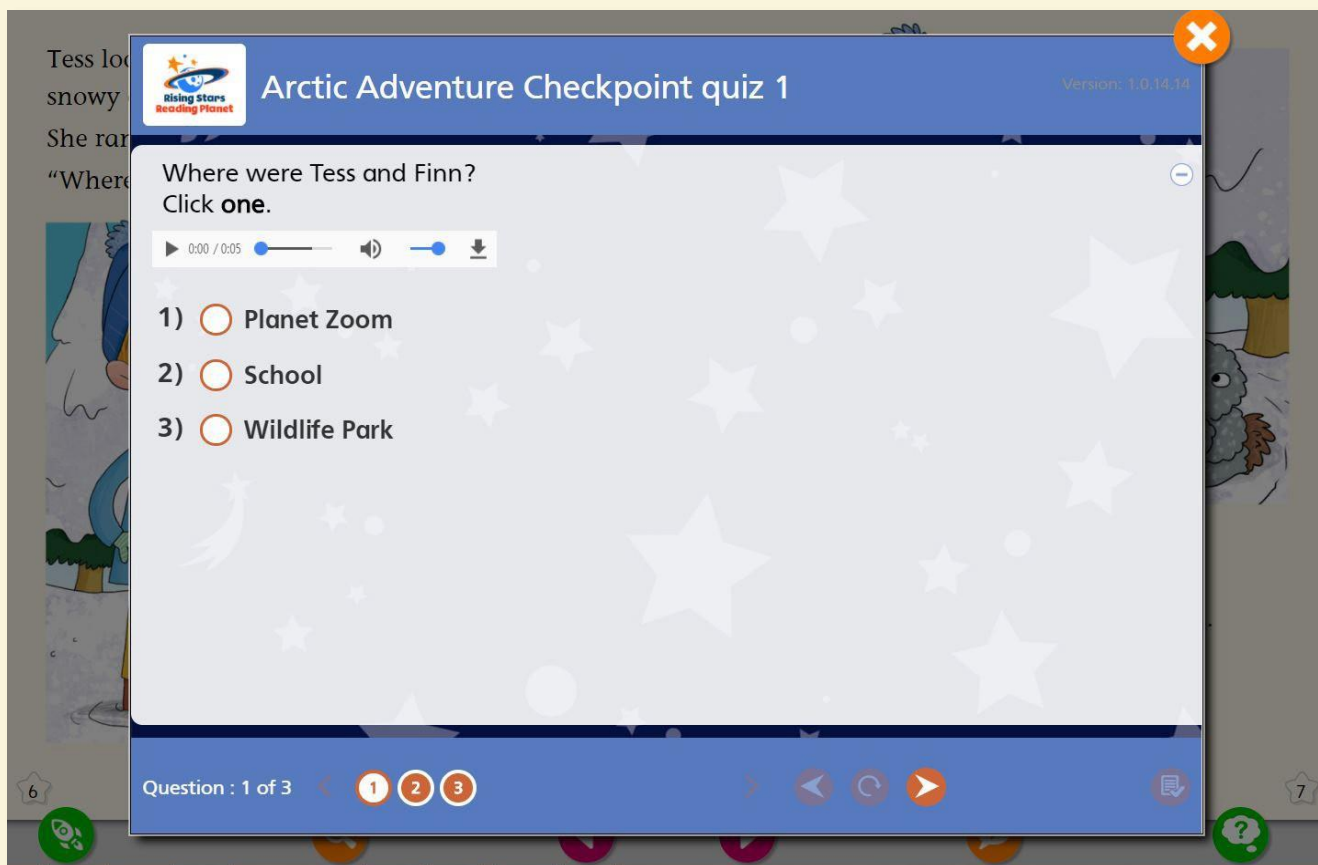 Tess
snowy
She
"Where
Rising Stars
Reading Planet
Arctic Adventure Checkpoint quiz 1
Version: 1.0.14.14
Where were Tess and Finn?
Click one.
0:00 / 0:05
1) Planet Zoom
2) School
3) Wildlife Park
Question : 1 of 3
1 2 3
6
7
?